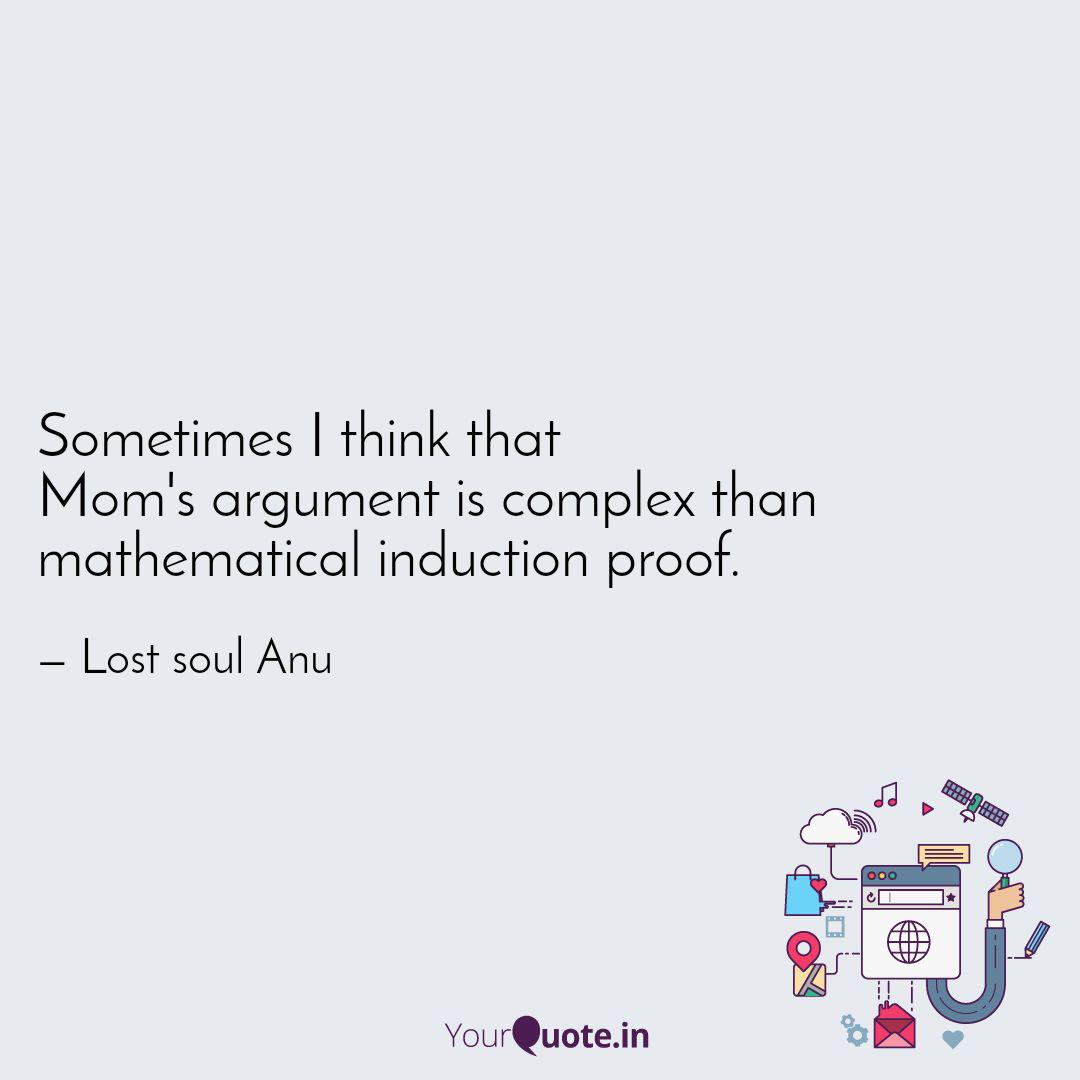 Sometimes I think that
Mom's argument is complex than
mathematical induction proof.
– Lost soul Anu
YourQuote.in